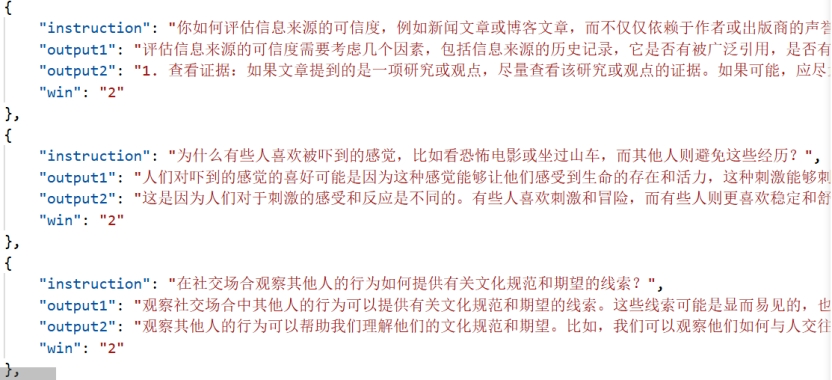 {
"instruction": "你如何评估信息来源的可信度，例如新闻文章或博客文章，而不仅仅依赖于作者或出版商的声誉
"output1": "评估信息来源的可信度需要考虑几个因素，包括信息来源的历史记录，它是否有被广泛引用，是否有
"output2": "1. 查看证据：如果文章提到的是一项研究或观点，尽量查看该研究或观点的证据。如果可能，应尽
"win": "2"
},
{
"instruction": "为什么有些人喜欢被吓到的感觉，比如看恐怖电影或坐过山车，而其他人则避免这些经历？",
"output1": "人们对吓到的感觉的喜好可能是因为这种感觉能够让他们感受到生命的存在和活力，这种刺激能够刺
"output2": "这是因为人们对于刺激的感受和反应是不同的。有些人喜欢刺激和冒险，而有些人则更喜欢稳定和舒
"win": "2"
},
{
"instruction": "在社交场合观察其他人的行为如何提供有关文化规范和期望的线索？",
"output1": "观察社交场合中其他人的行为可以提供有关文化规范和期望的线索。这些线索可能是显而易见的，也
"output2": "观察其他人的行为可以帮助我们理解他们的文化规范和期望。比如，我们可以观察他们如何与人交往
"win": "2"
},